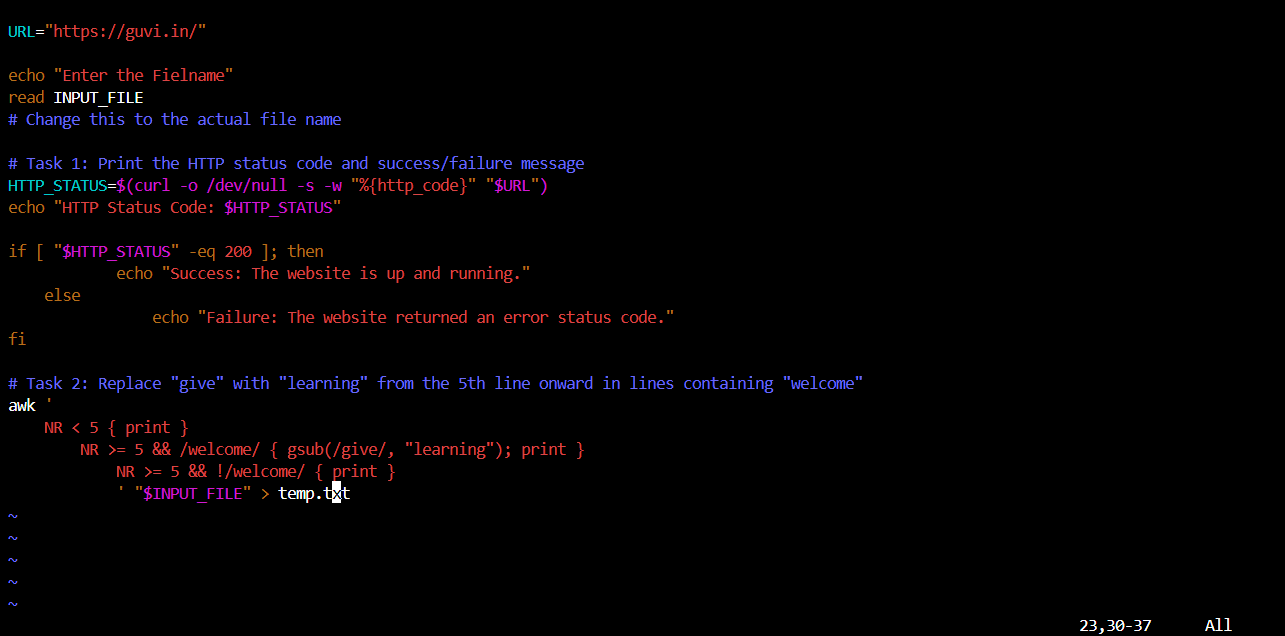 URL="https://guvi.in/"
echo "Enter the Fielname"
read INPUT_FILE
# Change this to the actual file name
# Task 1: Print the HTTP status code and success/failure message
HTTP_STATUS=$(curl -o /dev/null -s -w "%{http_code}" "$URL")
echo "HTTP Status Code: $HTTP_STATUS"
if [ "$HTTP_STATUS" -eq 200 ]; then
            echo "Success: The website is up and running."
    else
                echo "Failure: The website returned an error status code."
fi
# Task 2: Replace "give" with "learning" from the 5th line onward in lines containing "welcome"
awk '
    NR < 5 { print }
        NR >= 5 && /welcome/ { gsub(/give/, "learning"); print }
            NR >= 5 && !/welcome/ { print }
            ' "$INPUT_FILE" > temp.txt
~
~
~
~
~
23,30-37 All